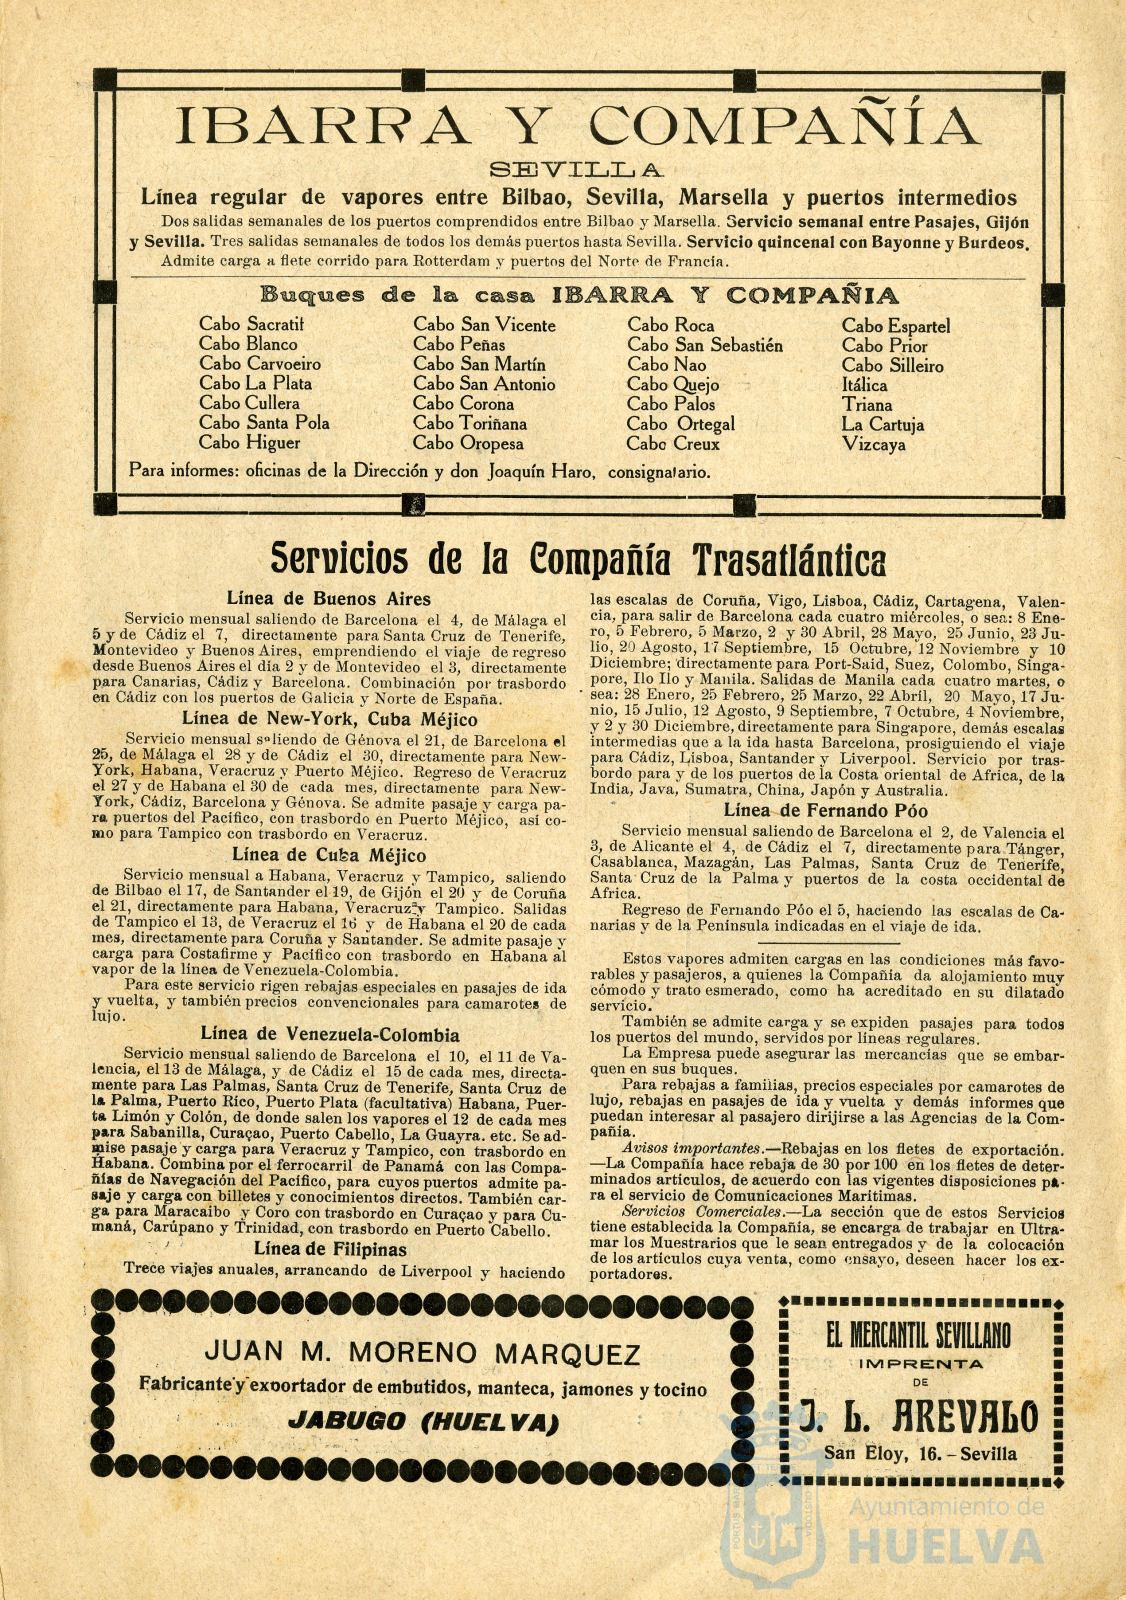 IBARRA Y COMPAÑÍA
SEVILLA
Línea regular de vapores entre Bilbao, Sevilla, Marsella y puertos intermedios
Dos salidas semanales de los puertos comprendidos entre Bilbao y Marsella. Servicio semanal entre Pasajes, Gijón
y Sevilla. Tres salidas semanales de todos los demás puertos hasta Sevilla. Servicio quincenal con Bayonne y Burdeos.
Admite carga a flete corrido para Rotterdam y puertos del Norte de Francia.
Buques de la casa IBARRA Y COMPAÑIA
Cabo Sacratif
Cabo Blanco
Cabo Carvoeiro
Cabo La Plata
Cabo Cullera
Cabo Santa Pola
Cabo Higuer
Cabo San Vicente
Cabo Peñas
Cabo San Martín
Cabo San Antonio
Cabo Corona
Cabo Toriñana
Cabo Oropesa
Cabo Roca
Cabo San Sebastién
Cabo Nao
Cabo Quejo
Cabo Palos
Cabo Ortegal
Cabo Creux
Cabo Espartel
Cabo Prior
Cabo Silleiro
Itálica
Triana
La Cartuja
Vizcaya
Para informes: oficinas de la Dirección y don Joaquín Haro, consignatario.
Servicios de la Compañía Trasatlántica
Línea de Buenos Aires
Servicio mensual saliendo de Barcelona el 4, de Málaga el
5 y de Cádiz el 7, directamente para Santa Cruz de Tenerife,
Montevideo y Buenos Aires, emprendiendo el viaje de regreso
desde Buenos Aires el día 2 y de Montevideo el 3, directamente
para Canarias, Cádiz y Barcelona. Combinación por trasbordo
en Cádiz con los puertos de Galicia y Norte de España.
Línea de New-York, Cuba Méjico
Servicio mensual saliendo de Génova el 21, de Barcelona el
25, de Málaga el 28 y de Cádiz el 30, directamente para New-
York, Habana, Veracruz y Puerto Méjico. Regreso de Veracruz
el 27 y de Habana el 30 de cada mes, directamente para New-
York, Cádiz, Barcelona y Génova. Se admite pasaje y carga pa-
ra puertos del Pacífico, con trasbordo en Puerto Méjico, así co-
mo para Tampico con trasbordo en Veracruz.
Línea de Cuba Méjico
Servicio mensual a Habana, Veracruz y Tampico, saliendo
de Bilbao el 17, de Santander el 19, de Gijón el 20 y de Coruña
el 21, directamente para Habana, Veracruz y Tampico. Salidas
de Tampico el 13, de Veracruz el 16 y de Habana el 20 de cada
mes, directamente para Coruña y Santander. Se admite pasaje y
carga para Costafirme y Pacífico con trasbordo en Habana al
vapor de la línea de Venezuela-Colombia.
Para este servicio rigen rebajas especiales en pasajes de ida
y vuelta, y también precios convencionales para camarotes de
lujo.
Línea de Venezuela-Colombia
Servicio mensual saliendo de Barcelona el 10, el 11 de Va-
lencia, el 13 de Málaga, y de Cádiz el 15 de cada mes, directa-
mente para Las Palmas, Santa Cruz de Tenerife, Santa Cruz de
la Palma, Puerto Rico, Puerto Plata (facultativa) Habana, Puer-
ta Limón y Colón, de donde salen los vapores el 12 de cada mes
para Sabanilla, Curaçao, Puerto Cabello, La Guayra. etc. Se ad-
mise pasaje y carga para Veracruz y Tampico, con trasbordo en
Habana. Combina por el ferrocarril de Panamá con las Compa-
ñías de Navegación del Pacífico, para cuyos puertos admite pa-
saje y carga con billetes y conocimientos directos. También car-
ga para Maracaibo y Coro con trasbordo en Curaçao y para Cu-
maná, Carúpano y Trinidad, con trasbordo en Puerto Cabello.
Línea de Filipinas
Trece viajes anuales, arrancando de Liverpool y haciendo
las escalas de Coruña, Vigo, Lisboa, Cádiz, Cartagena, Valen-
cia, para salir de Barcelona cada cuatro miércoles, o sea: 8 Ene-
ro, 5 Febrero, 5 Marzo, 2 y 30 Abril, 28 Mayo, 25 Junio, 23 Ju-
lio, 20 Agosto, 17 Septiembre, 15 Octubre, 12 Noviembre y 10
Diciembre; directamente para Port-Said, Suez, Colombo, Singa-
pore, Ilo Ilo y Manila. Salidas de Manila cada cuatro martes, o
sea: 28 Enero, 25 Febrero, 25 Marzo, 22 Abril, 20 Mayo, 17 Ju-
nio, 15 Julio, 12 Agosto, 9 Septiembre, 7 Octubre, 4 Noviembre,
y 2 y 30 Diciembre, directamente para Singapore, demás escalas
intermedias que a la ida hasta Barcelona, prosiguiendo el viaje
para Cádiz, Lisboa, Santander y Liverpool. Servicio por tras-
bordo para y de los puertos de la Costa oriental de Africa, de la
India, Java, Sumatra, China, Japón y Australia.
Línea de Fernando Póo
Servicio mensual saliendo de Barcelona el 2, de Valencia el
3, de Alicante el 4, de Cádiz el 7, directamente para Tánger,
Casablanca, Mazagán, Las Palmas, Santa Cruz de Tenerife,
Santa Cruz de la Palma y puertos de la costa occidental de
Africa.
Regreso de Fernando Póo el 5, haciendo las escalas de Ca-
narias y de la Península indicadas en el viaje de ida.
Estos vapores admiten cargas en las condiciones más favo-
rables y pasajeros, a quienes la Compañía da alojamiento muy
cómodo y trato esmerado, como ha acreditado en su dilatado
servicio.
También se admite carga y se expiden pasajes para todos
los puertos del mundo, servidos por líneas regulares.
La Empresa puede asegurar las mercancías que se embar-
quen en sus buques.
Para rebajas a familias, precios especiales por camarotes de
lujo, rebajas en pasajes de ida y vuelta y demás informes que
puedan interesar al pasajero dirijirse a las Agencias de la Com-
pañía.
Avisos importantes.—Rebajas en los fletes de exportación.
—La Compañía hace rebaja de 30 por 100 en los fletes de deter-
minados artículos, de acuerdo con las vigentes disposiciones pa-
ra el servicio de Comunicaciones Marítimas.
Servicios Comerciales.—La sección que de estos Servicios
tiene establecida la Compañía, se encarga de trabajar en Ultra-
mar los Muestrarios que le sean entregados y de la colocación
de los artículos cuya venta, como ensayo, deseen hacer los ex-
portadores.
JUAN M. MORENO MARQUEZ
Fabricante y exportador de embutidos, manteca, jamones y tocino
JABUGO (HUELVA)
EL MERCANTIL SEVILLANO
IMPRENTA
DE
J. L. AREVALO
San Eloy, 16. - Sevilla
Ayuntamiento de
HUELVA